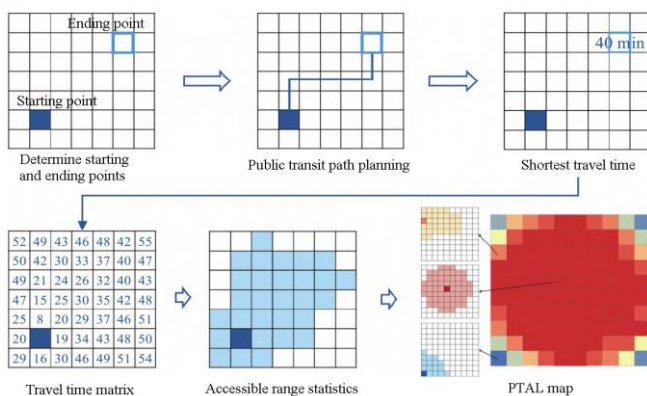 Ending point
Starting point
Determine starting
and ending points
Public transit path planning
40 min
Shortest travel time
52 49 43 46 48 42 55
50 42 30 33 37 40 47
49 21 24 26 32 40 43
47 15 25 30 35 42 48
25 8 20 29 37 46 51
20 19 34 43 48 50
29 16 30 46 49 51 54
Travel time matrix
Accessible range statistics
PTAL map